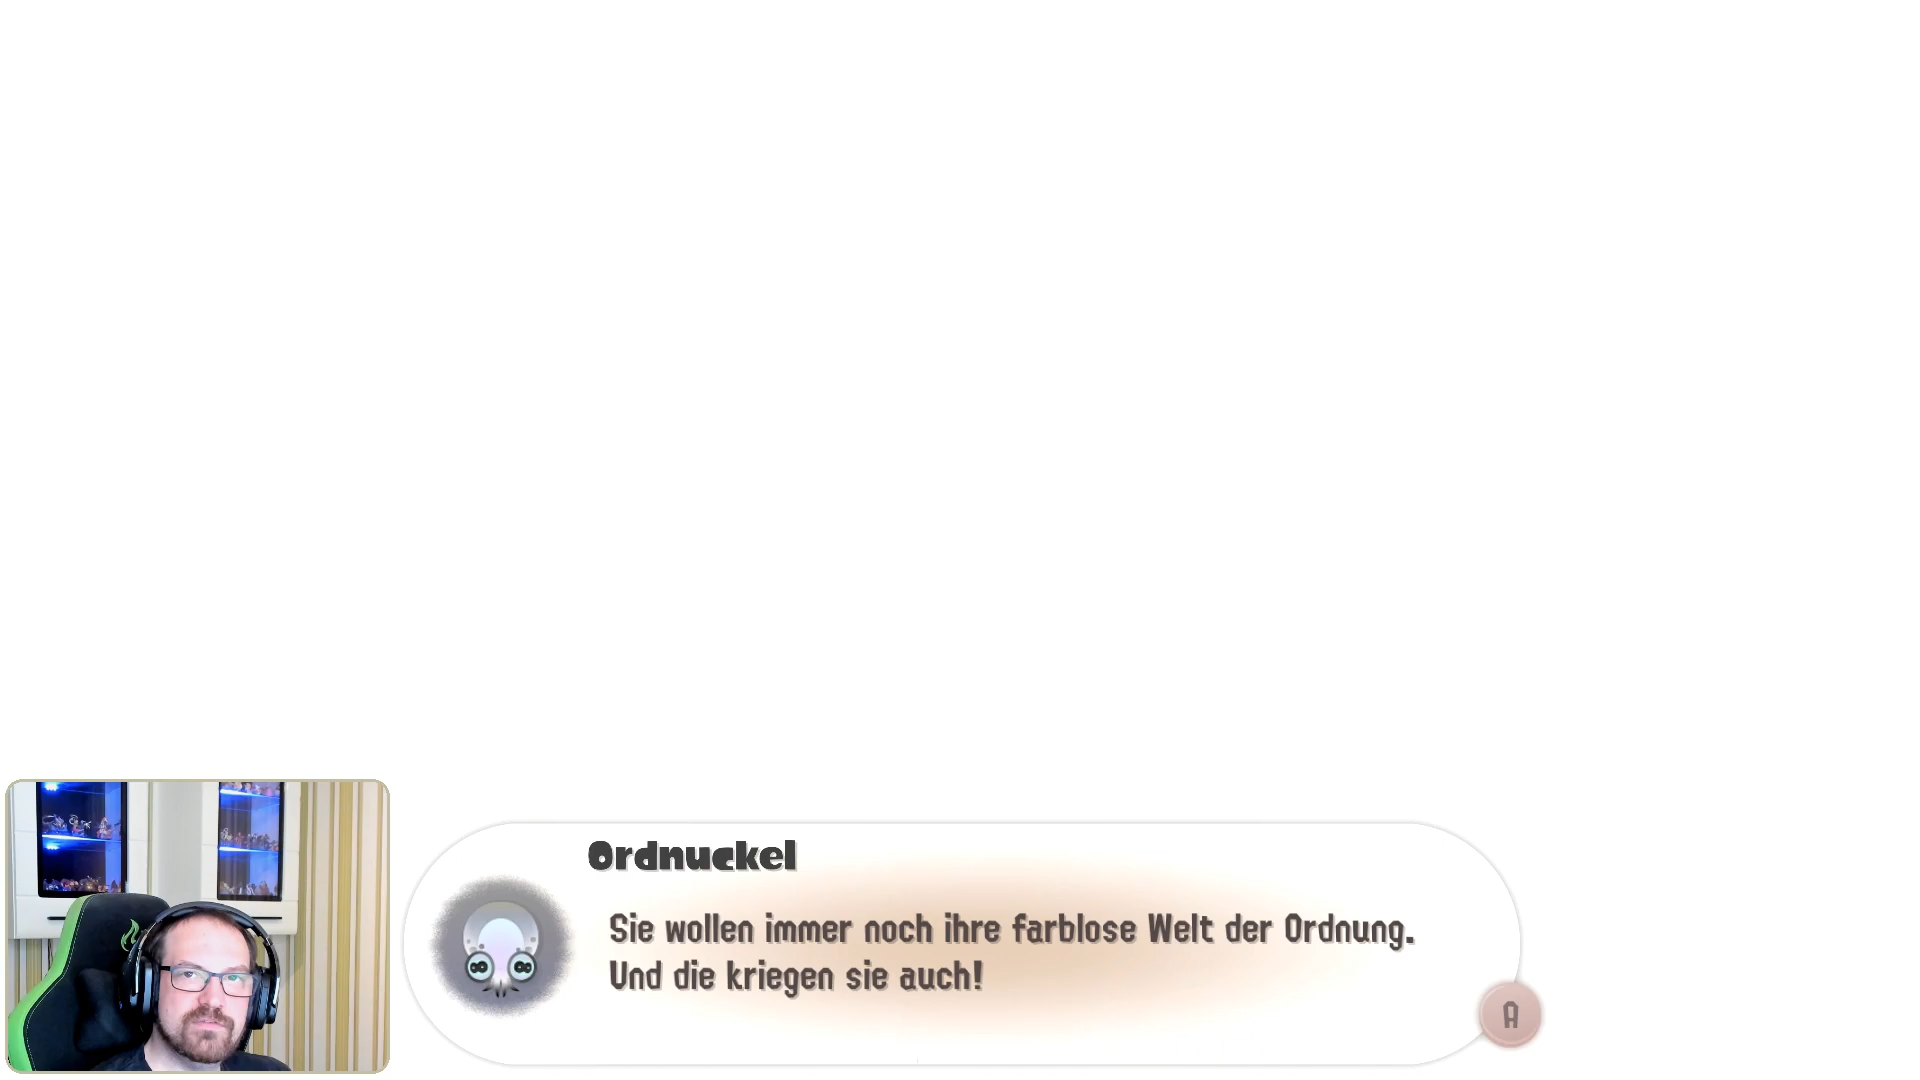 Ordnuckel
Sie wollen immer noch ihre farblose Welt der Ordnung.
Und die kriegen sie auch!
A